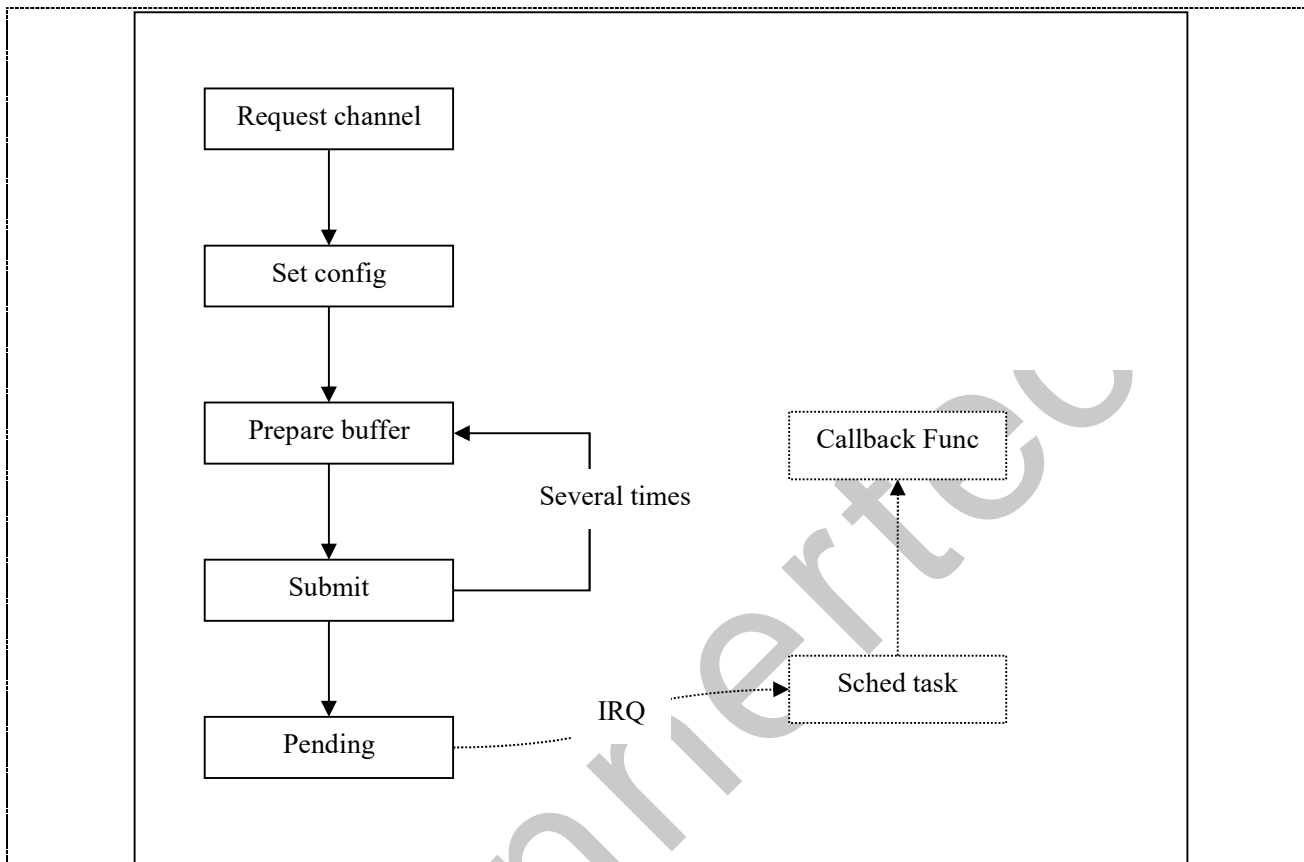 Request channel
Set config
Prepare buffer
Callback Func
Several times
Submit
Sched task
IRQ
Pending